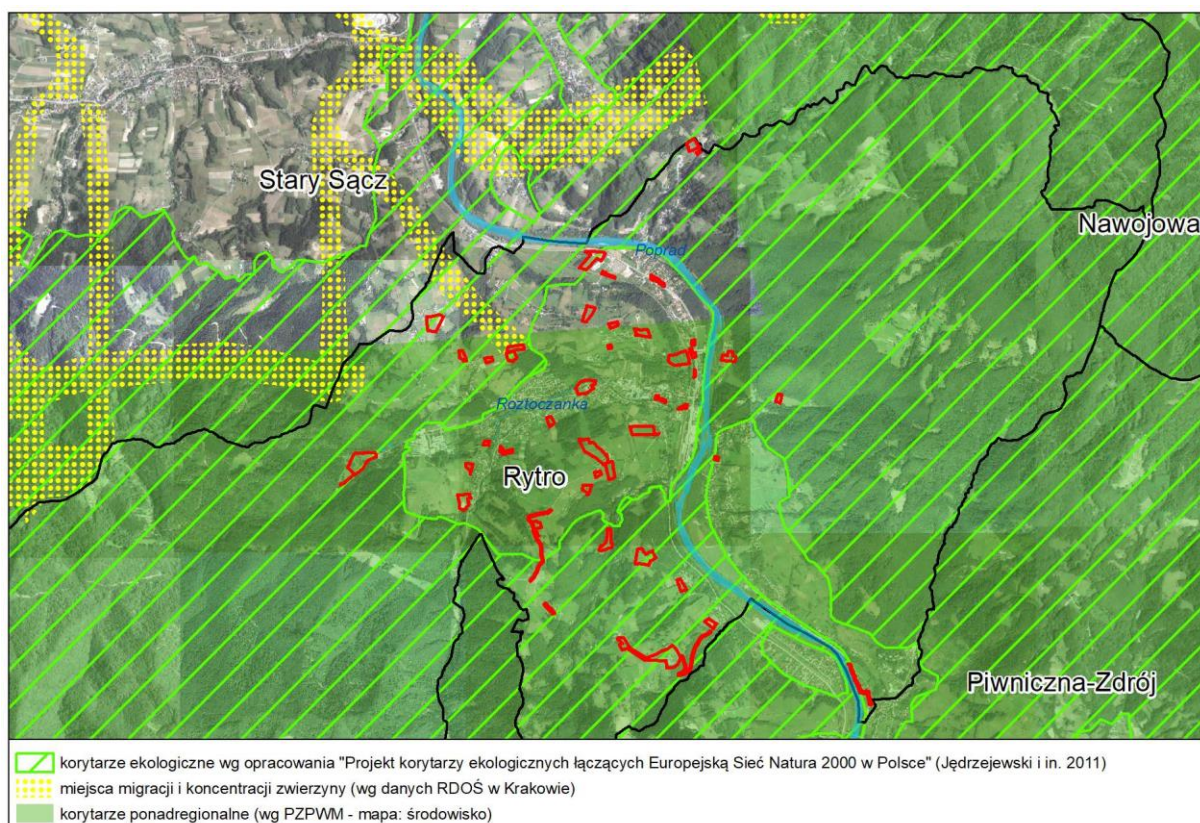 Stary Sącz
Nawojowa
Poprad
Roztoczanka
Rytro
Piwniczna-Zdrój
korytarze ekologiczne wg opracowania "Projekt korytarzy ekologicznych łączących Europejską Sieć Natura 2000 w Polsce" (Jędrzejewski i in. 2011)
miejsca migracji i koncentracji zwierzyny (wg danych RDOŚ w Krakowie)
korytarze ponadregionalne (wg PZPWM - mapa: środowisko)